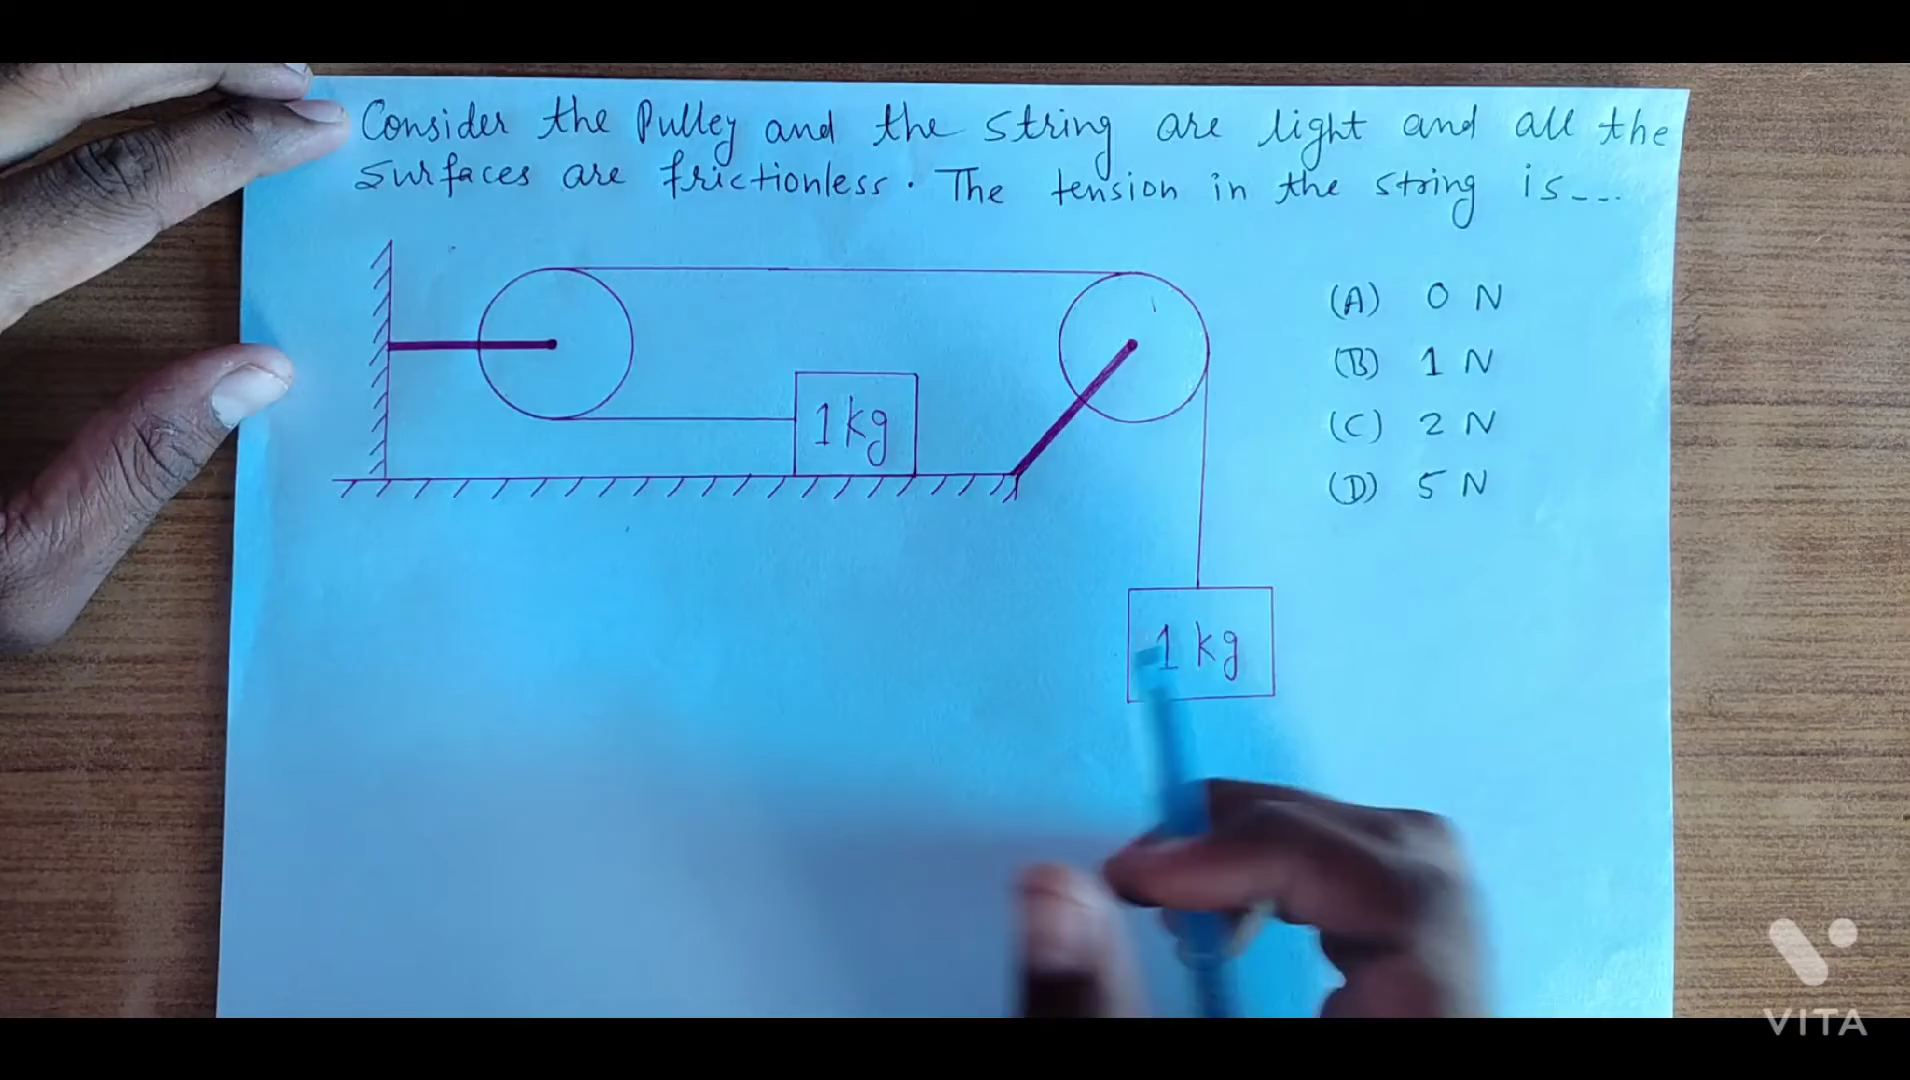 Consider the Pulley and the string are light and all the
surfaces are frictionless. The tension in the string is---
(A) 0 N
(B) 1 N
1 kg
(C) 2 N
(D) 5 N
1 kg
VITA